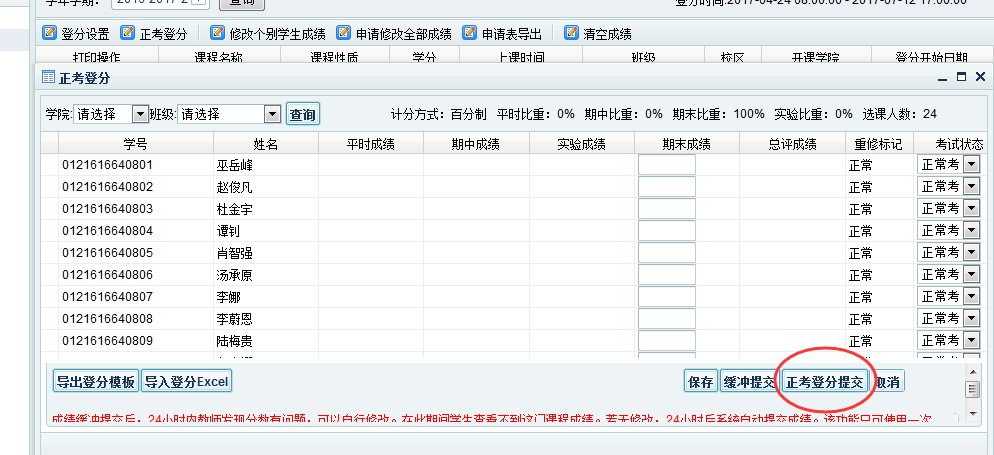 学年学期: 查询 登分时间:2017-04-24 08:00:00 - 2017-07-12 17:00:00
登分设置 正考登分 修改个别学生成绩 申请修改全部成绩 申请表导出 清空成绩
打印操作 课程名称 课程性质 学分 上课时间 班级 校区 开课学院 登分开始日期
正考登分
学院:请选择 班级:请选择 查询 计分方式：百分制 平时比重：0% 期中比重：0% 期末比重：100% 实验比重：0% 选课人数：24
学号 姓名 平时成绩 期中成绩 实验成绩 期末成绩 总评成绩 重修标记 考试状态
0121616640801 巫岳峰 正常 正常考
0121616640802 赵俊凡 正常 正常考
0121616640803 杜金宇 正常 正常考
0121616640804 谭钊 正常 正常考
0121616640805 肖智强 正常 正常考
0121616640806 汤承原 正常 正常考
0121616640807 李娜 正常 正常考
0121616640808 李蔚恩 正常 正常考
0121616640809 陆梅贵 正常 正常考
导出登分模板 导入登分Excel 保存 缓冲提交 正考登分提交 取消
成绩缓冲提交后，24小时内教师发现分数有问题，可以自行修改。在此期间学生查看不到这门课程成绩。若无修改，24小时后系统自动提交成绩。该功能只可使用一次